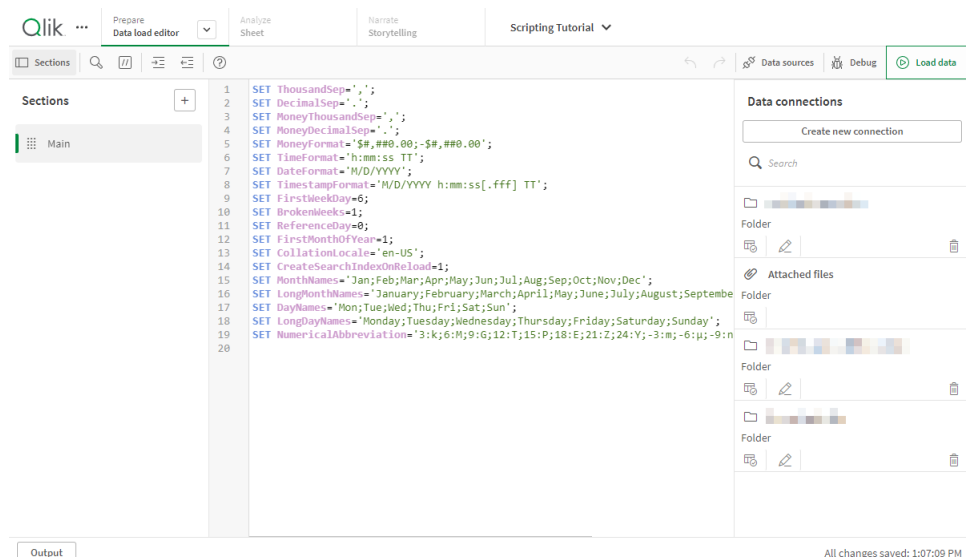 Qlik
Prepare
Data load editor
Analyze
Sheet
Narrate
Storytelling
Scripting Tutorial
Sections
Data sources
Debug
Load data
Sections
Main
1 SET ThousandSep=',';
2 SET DecimalSep='.';
3 SET MoneyThousandSep=',';
4 SET MoneyDecimalSep='.';
5 SET MoneyFormat='$#,##0.00;-$#,##0.00';
6 SET TimeFormat='h:mm:ss TT';
7 SET DateFormat='M/D/YYYY';
8 SET TimestampFormat='M/D/YYYY h:mm:ss[.fff] TT';
9 SET FirstWeekDay=6;
10 SET BrokenWeeks=1;
11 SET ReferenceDay=0;
12 SET FirstMonthOfYear=1;
13 SET CollationLocale='en-US';
14 SET CreateSearchIndexOnReload=1;
15 SET MonthNames='Jan;Feb;Mar;Apr;May;Jun;Jul;Aug;Sep;Oct;Nov;Dec';
16 SET LongMonthNames='January;February;March;April;May;June;July;August;Septembe
17 SET DayNames='Mon;Tue;Wed;Thu;Fri;Sat;Sun';
18 SET LongDayNames='Monday;Tuesday;Wednesday;Thursday;Friday;Saturday;Sunday';
19 SET NumericalAbbreviation='3:k;6:M;9:G;12:T;15:P;18:E;21:Z;24:Y;-3:m;-6:μ;-9:n
20
Data connections
Create new connection
Search
Folder
Attached files
Folder
Folder
Folder
Output
All changes saved: 1:07:09 PM